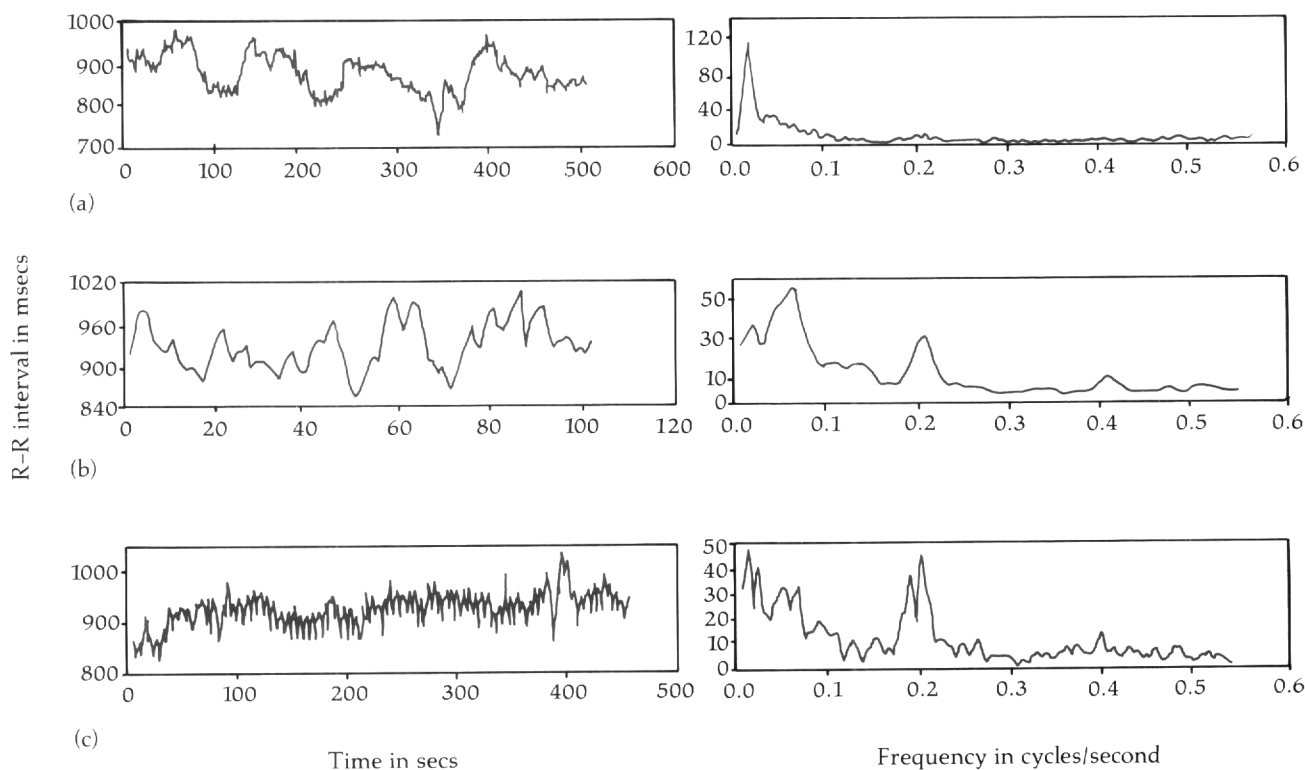 1000
900
800
700
0 100 200 300 400 500 600
120
80
40
0
0.0 0.1 0.2 0.3 0.4 0.5 0.6
(a)
R–R interval in msecs
1020
960
900
840
0 20 40 60 80 100 120
50
30
10
0
0.0 0.1 0.2 0.3 0.4 0.5 0.6
(b)
1000
900
800
0 100 200 300 400 500
50
40
30
20
10
0
0.0 0.1 0.2 0.3 0.4 0.5 0.6
(c)
Time in secs
Frequency in cycles/second